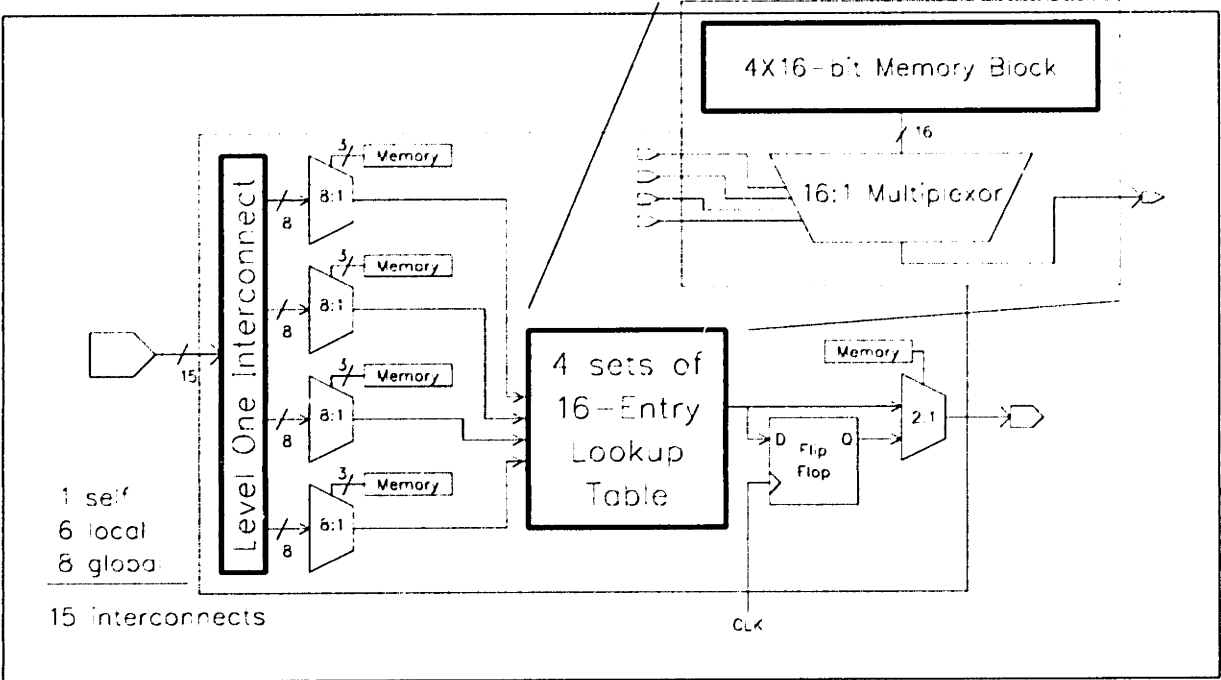 4X16-bit Memory Block
16
16:1 Multiplexor
Level One Interconnect
15
8
8:1
3
Memory
8
8:1
3
Memory
8
8:1
3
Memory
8
8:1
3
Memory
4 sets of
16-Entry
Lookup
Table
Memory
2:1
D
Q
Flip
Flop
CLK
1 self
6 local
8 global
15 interconnects